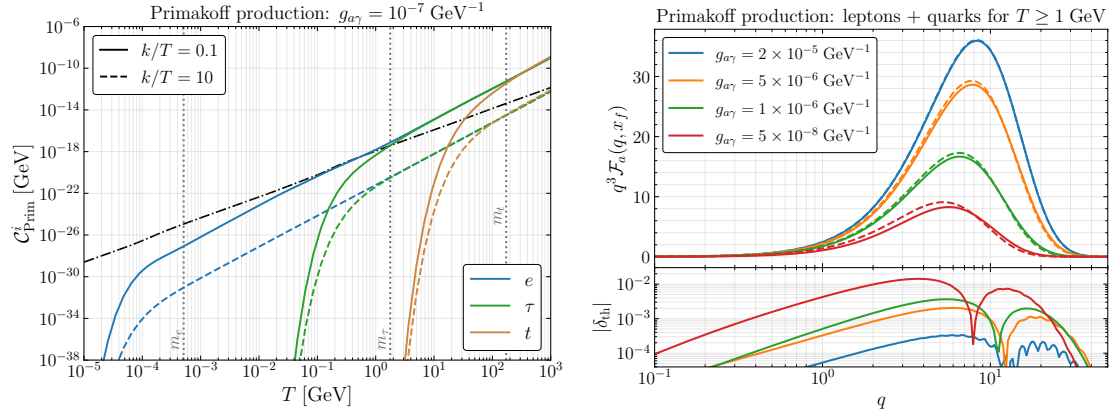 Primakoff production: g_{aγ} = 10^{-7} GeV^{-1}
10^{-6}
10^{-10}
10^{-14}
10^{-18}
10^{-22}
10^{-26}
10^{-30}
10^{-34}
10^{-38}
C^i_{Prim} [GeV]
k/T = 0.1
k/T = 10
m_e
m_τ
m_t
e
τ
t
10^{-5}
10^{-4}
10^{-3}
10^{-2}
10^{-1}
10^0
10^1
10^2
10^3
T [GeV]
Primakoff production: leptons + quarks for T ≥ 1 GeV
g_{aγ} = 2 × 10^{-5} GeV^{-1}
g_{aγ} = 5 × 10^{-6} GeV^{-1}
g_{aγ} = 1 × 10^{-6} GeV^{-1}
g_{aγ} = 5 × 10^{-8} GeV^{-1}
30
20
10
0
q^3 F_a(q, x_f)
10^{-2}
10^{-3}
10^{-4}
|δ_{th}|
10^{-1}
10^0
10^1
q